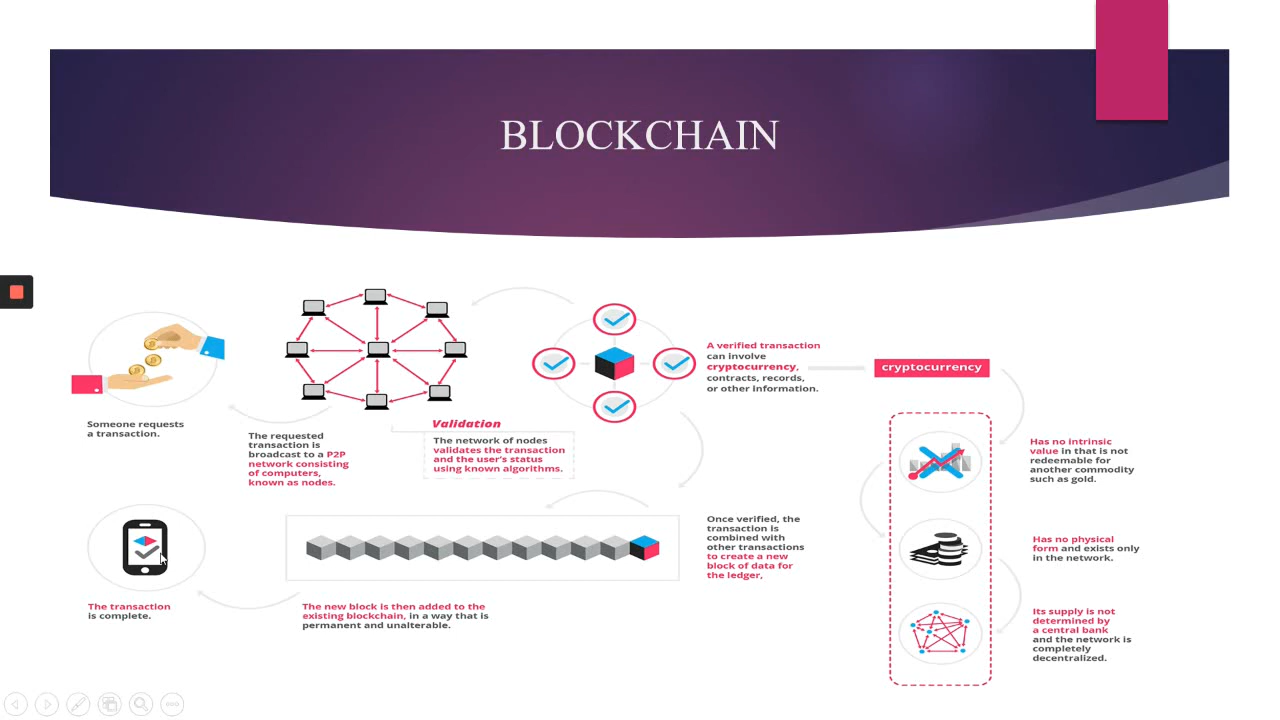 BLOCKCHAIN
Someone requests
a transaction.
The requested
transaction is
broadcast to a P2P
network consisting
of computers,
known as nodes.
Validation
The network of nodes
validates the transaction
and the user's status
using known algorithms.
A verified transaction
can involve
cryptocurrency,
contracts, records,
or other information.
cryptocurrency
Has no intrinsic
value in that is not
redeemable for
another commodity
such as gold.
Has no physical
form and exists only
in the network.
Its supply is not
determined by
a central bank
and the network is
completely
decentralized.
Once verified, the
transaction is
combined with
other transactions
to create a new
block of data for
the ledger,
The new block is then added to the
existing blockchain, in a way that is
permanent and unalterable.
The transaction
is complete.